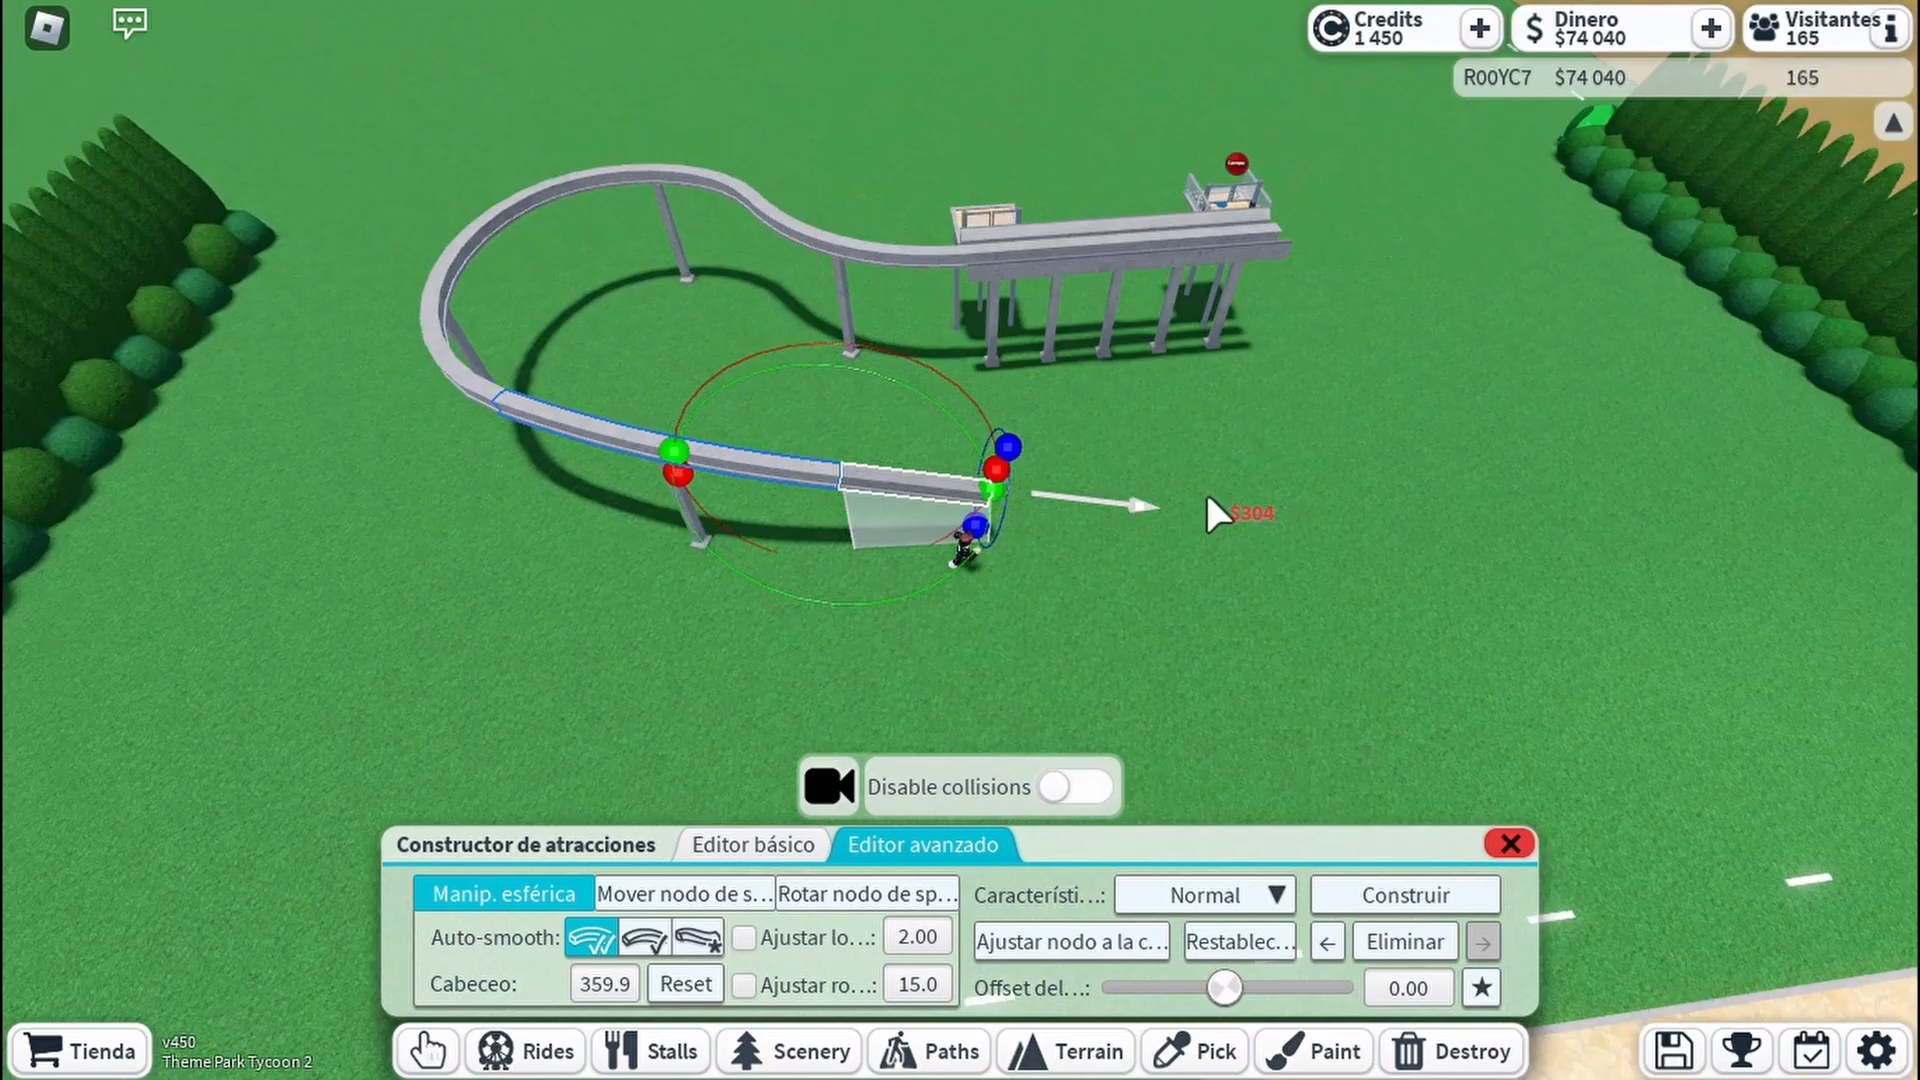 Credits
1 450
Dinero
$74 040
Visitantes
165
R00YC7 $74 040 165
$304
Disable collisions
Constructor de atracciones
Editor básico
Editor avanzado
Manip. esférica
Mover nodo de s...
Rotar nodo de sp...
Característi...:
Normal
Construir
Auto-smooth:
Ajustar lo...:
2.00
Ajustar nodo a la c...
Restablec...
Eliminar
Cabeceo:
359.9
Reset
Ajustar ro...:
15.0
Offset del...:
0.00
Tienda
v450
Theme Park Tycoon 2
Rides
Stalls
Scenery
Paths
Terrain
Pick
Paint
Destroy